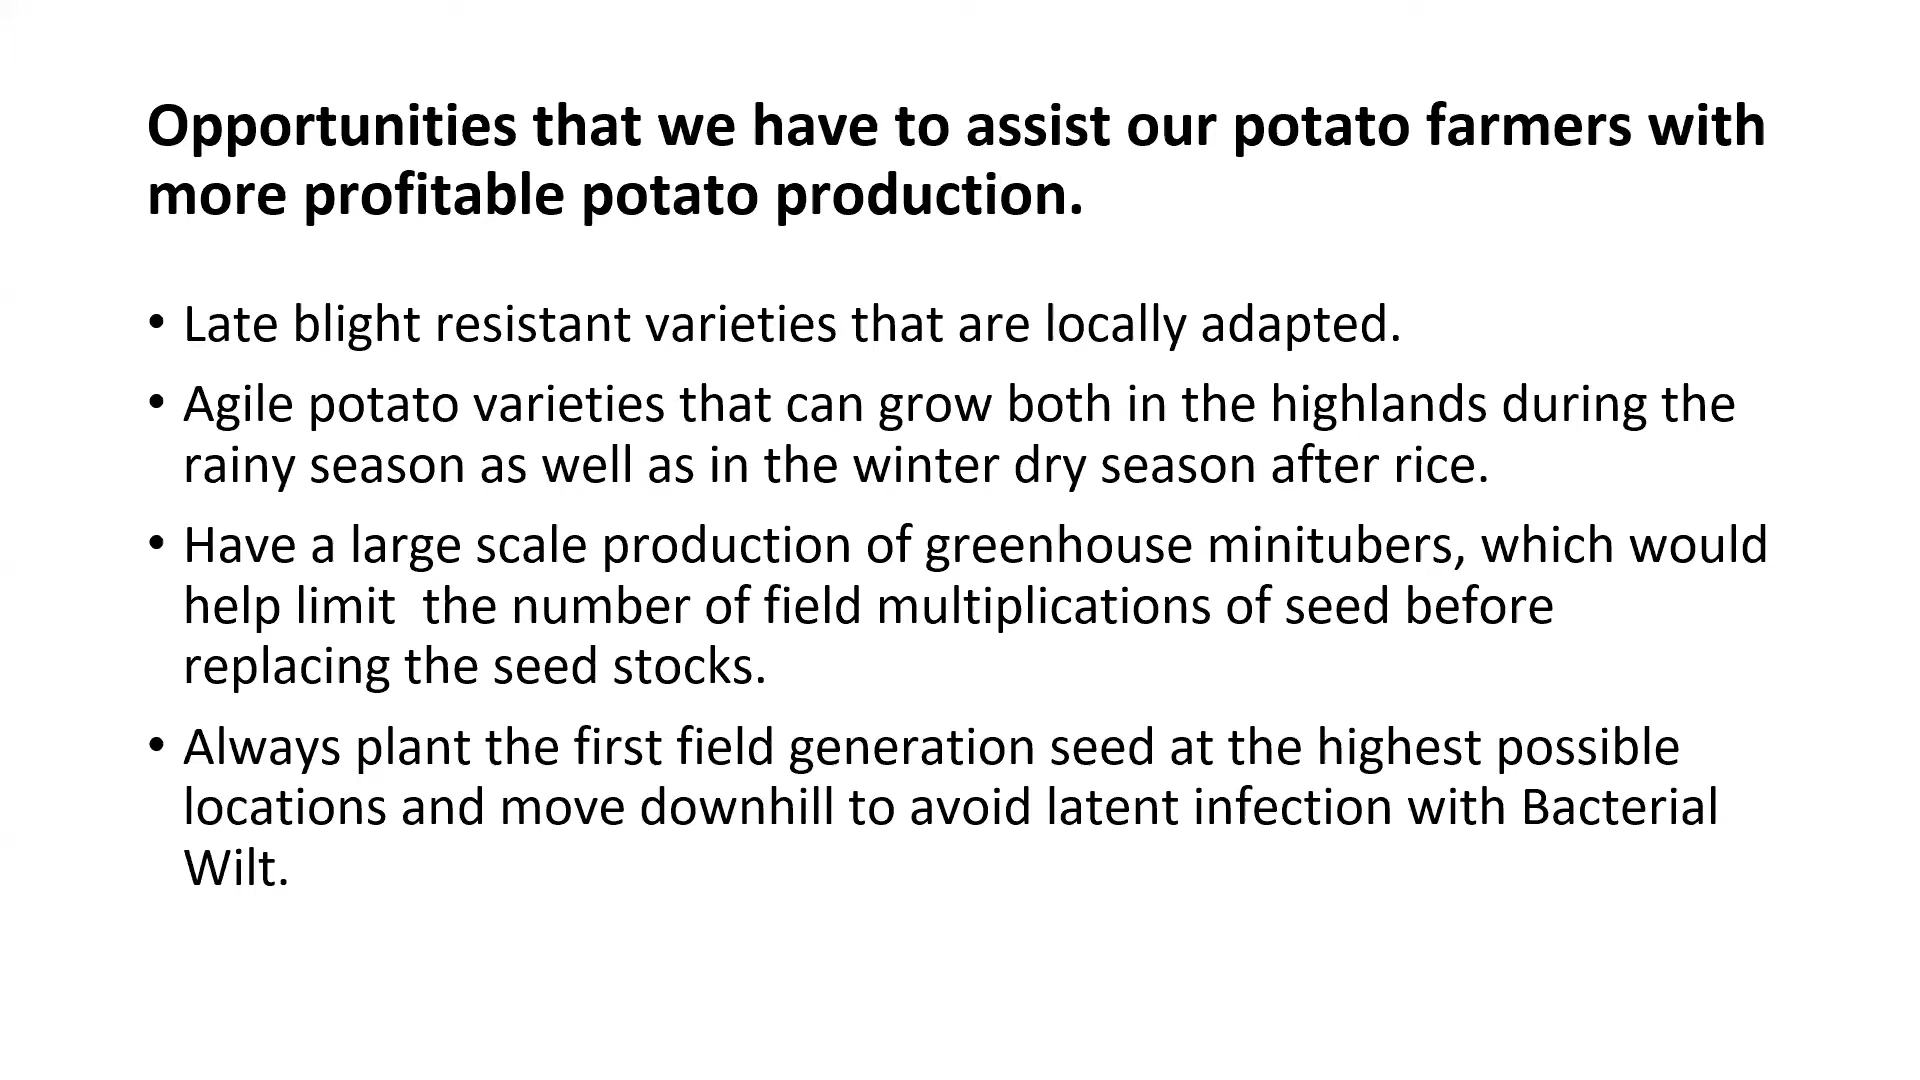 Opportunities that we have to assist our potato farmers with
more profitable potato production.
• Late blight resistant varieties that are locally adapted.
• Agile potato varieties that can grow both in the highlands during the
rainy season as well as in the winter dry season after rice.
• Have a large scale production of greenhouse minitubers, which would
help limit  the number of field multiplications of seed before
replacing the seed stocks.
• Always plant the first field generation seed at the highest possible
locations and move downhill to avoid latent infection with Bacterial
Wilt.